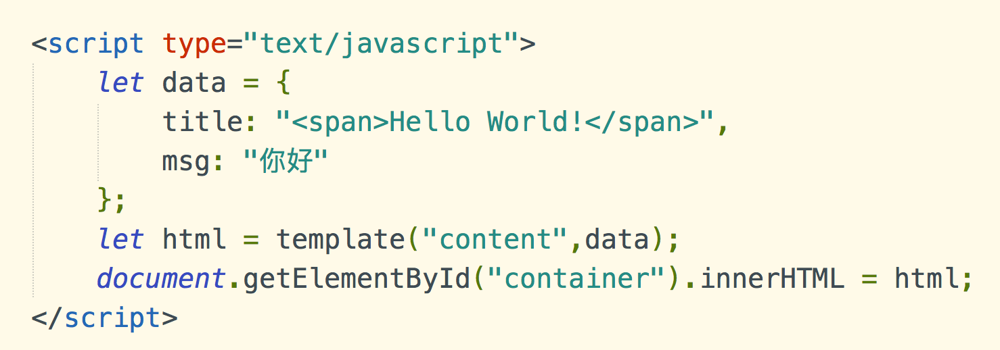 <script type="text/javascript">
    let data = {
        title: "<span>Hello World!</span>",
        msg: "你好"
    };
    let html = template("content",data);
    document.getElementById("container").innerHTML = html;
</script>